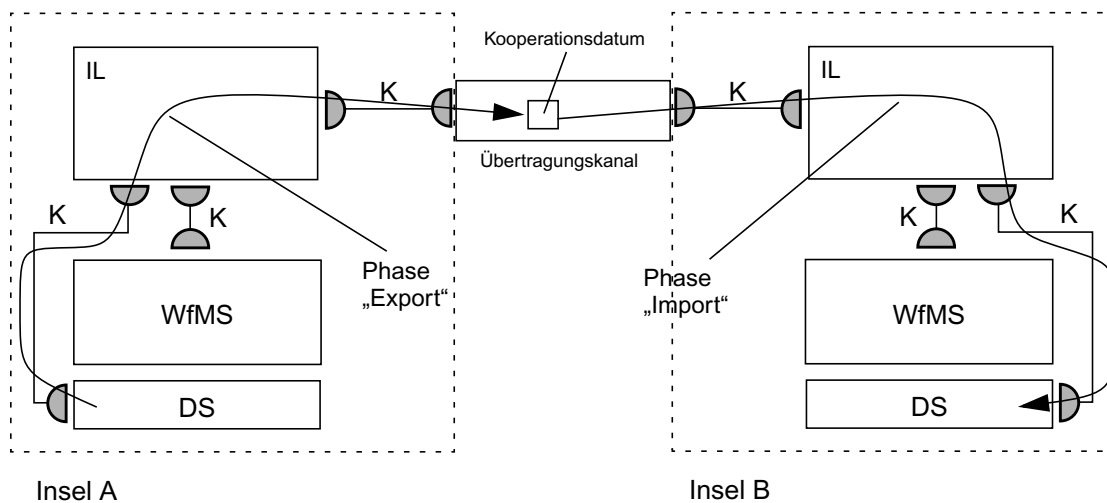 Kooperationsdatum
IL
K
K
IL
Übertragungskanal
K
K
K
K
Phase
„Export“
Phase
„Import“
WfMS
WfMS
DS
DS
Insel A
Insel B